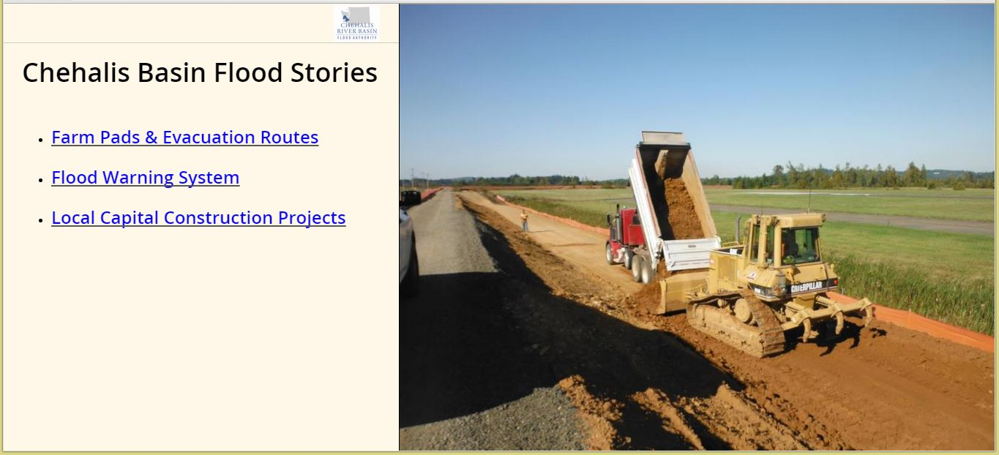 CHEHALIS
RIVER BASIN
FLOOD AUTHORITY
Chehalis Basin Flood Stories
Farm Pads & Evacuation Routes
Flood Warning System
Local Capital Construction Projects
CAT
CATERPILLAR